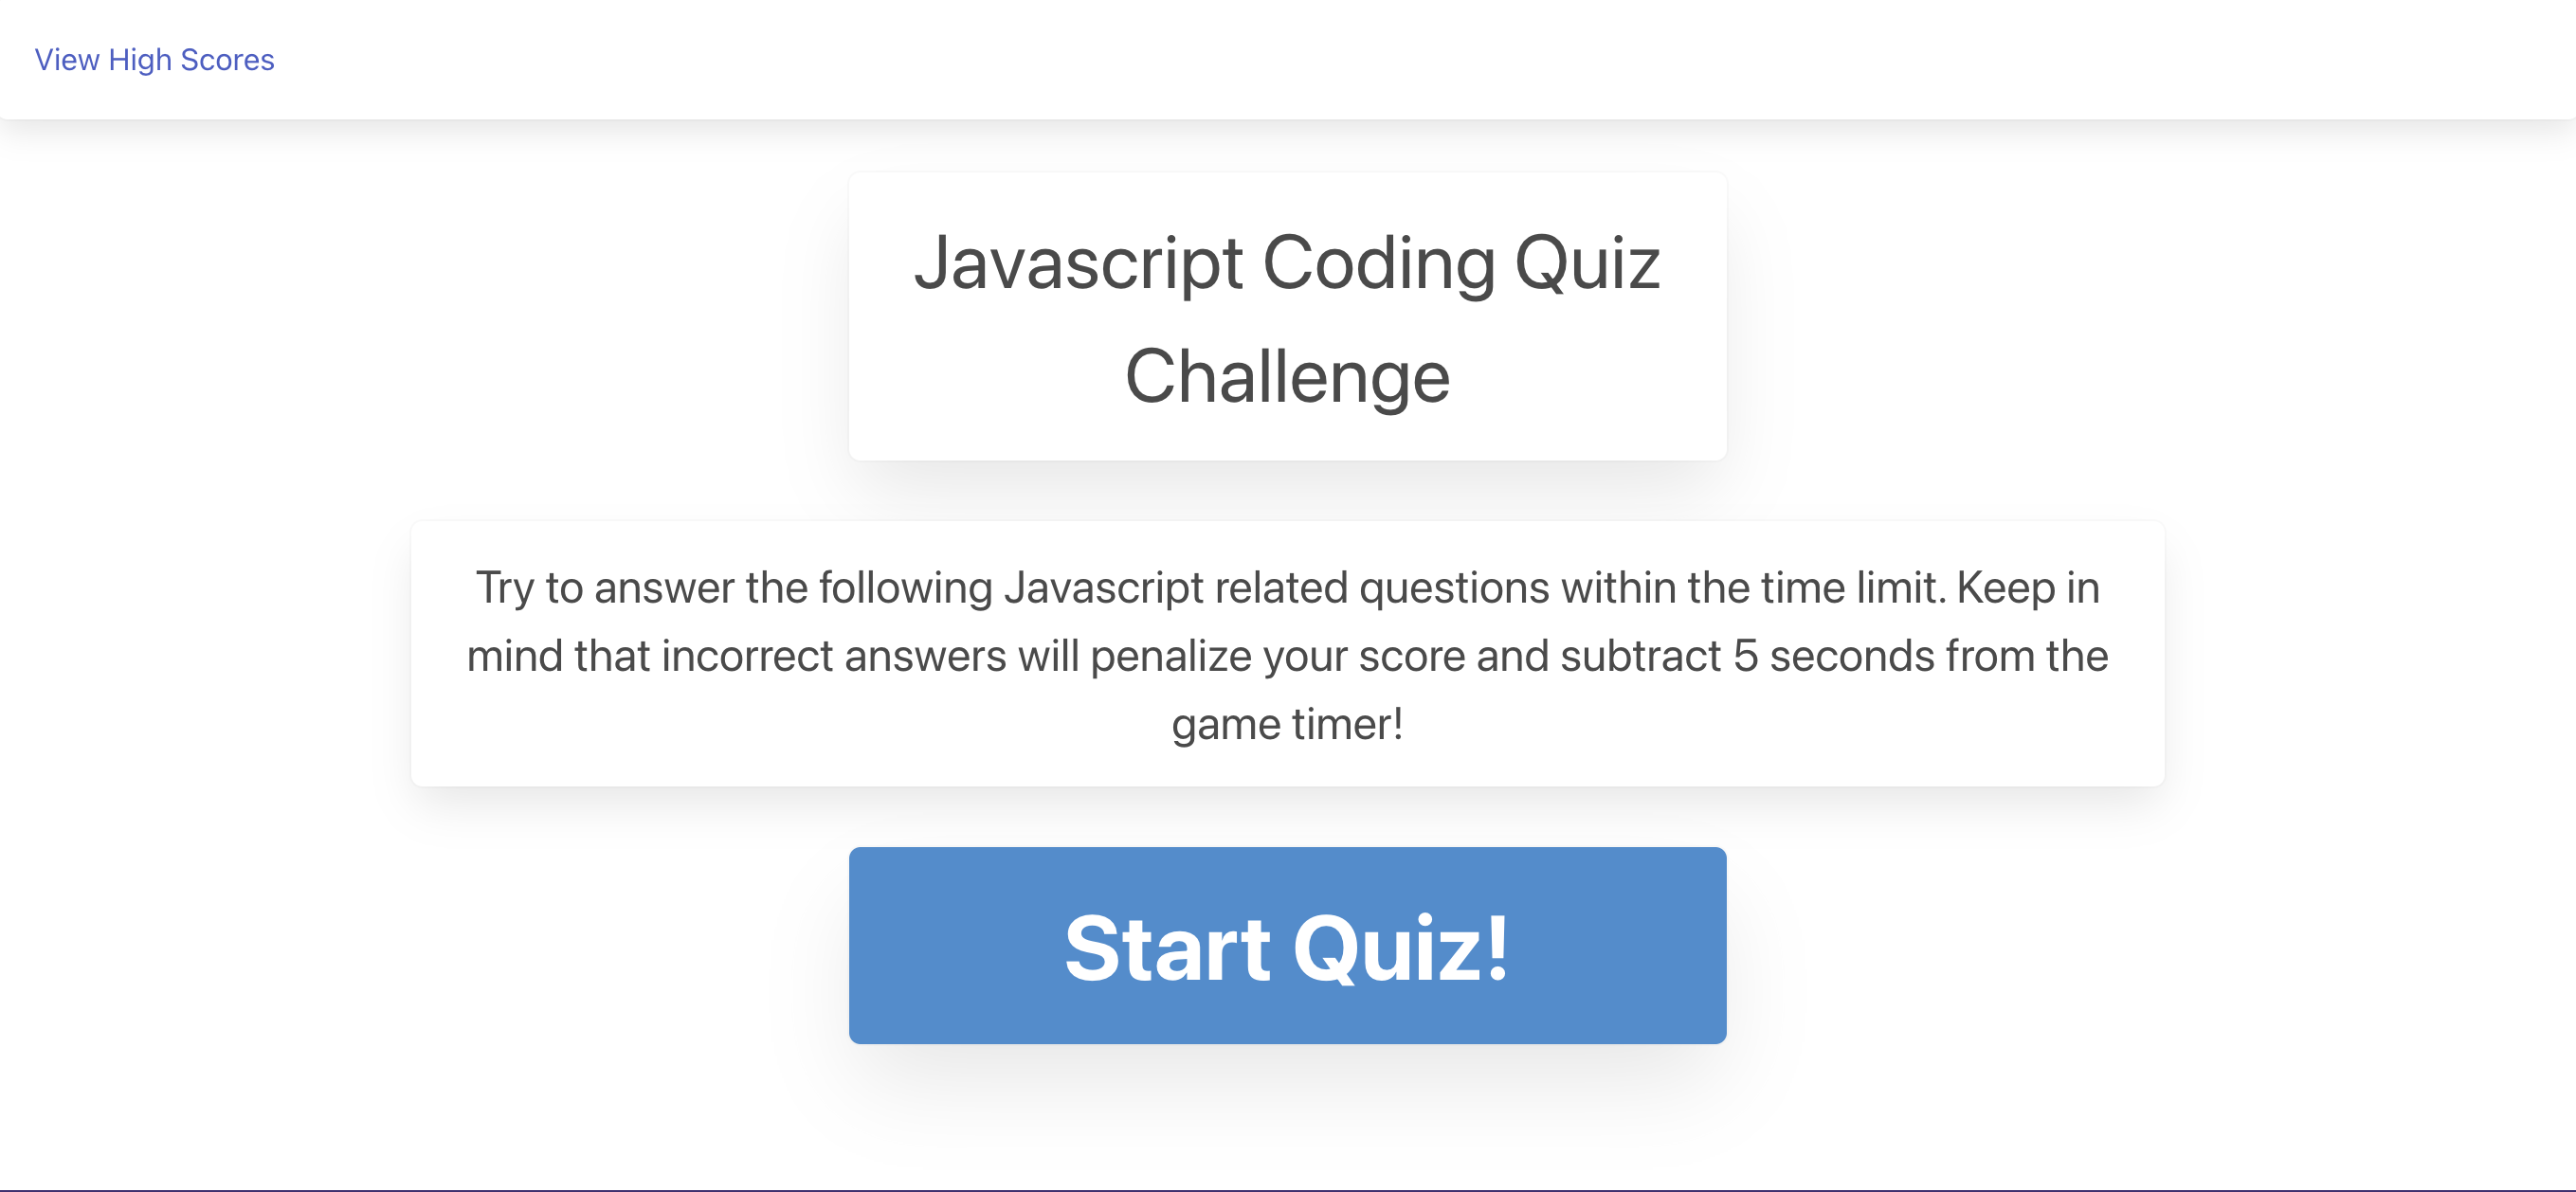 View High Scores
Javascript Coding Quiz
Challenge
Try to answer the following Javascript related questions within the time limit. Keep in
mind that incorrect answers will penalize your score and subtract 5 seconds from the
game timer!
Start Quiz!